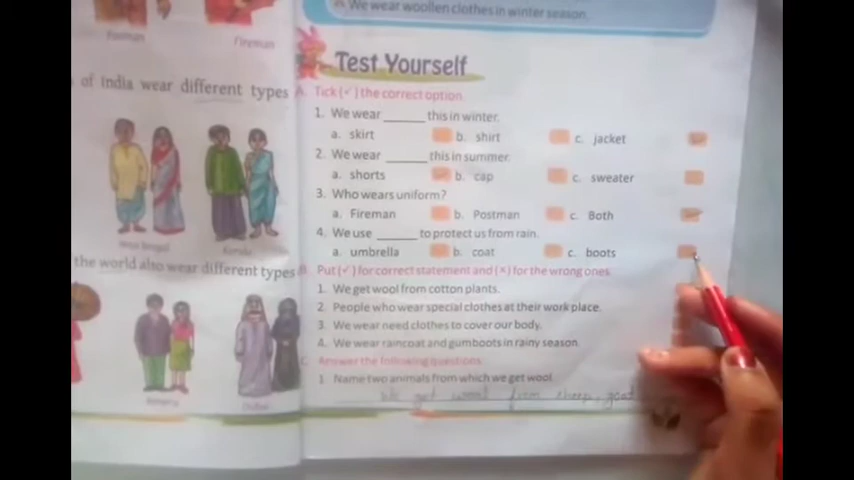 We wear woollen clothes in winter season.
Fireman
of India wear different types
Kerala
the world also wear different types
Test Yourself
A. Tick (✓) the correct option
1. We wear ______ this in winter.
a. skirt b. shirt c. jacket
2. We wear ______ this in summer.
a. shorts b. cap c. sweater
3. Who wears uniform?
a. Fireman b. Postman c. Both
4. We use ______ to protect us from rain.
a. umbrella b. coat c. boots
B. Put (✓) for correct statement and (×) for the wrong ones
1. We get wool from cotton plants.
2. People who wear special clothes at their work place.
3. We wear need clothes to cover our body.
4. We wear raincoat and gumboots in rainy season.
C. Answer the following questions
1. Name two animals from which we get wool
We get wool from sheep, goat